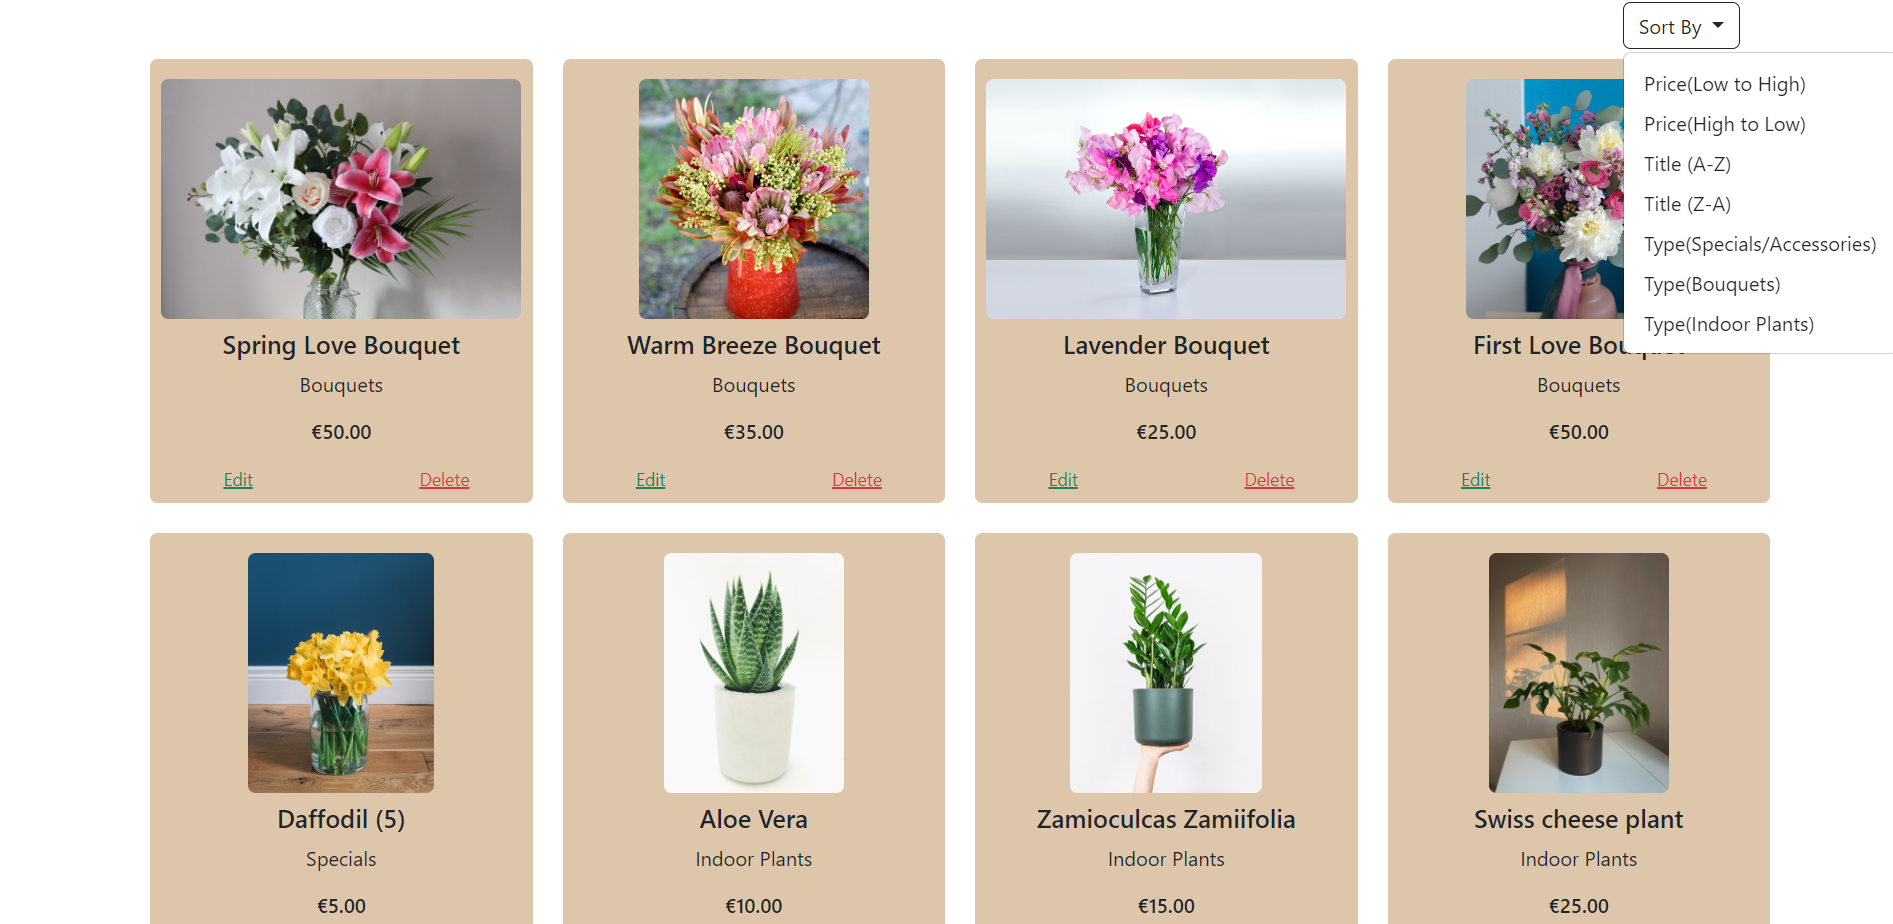 Sort By
Price(Low to High)
Price(High to Low)
Title (A-Z)
Title (Z-A)
Type(Specials/Accessories)
Type(Bouquets)
Type(Indoor Plants)
Spring Love Bouquet
Bouquets
€50.00
Edit Delete
Warm Breeze Bouquet
Bouquets
€35.00
Edit Delete
Lavender Bouquet
Bouquets
€25.00
Edit Delete
First Love Bouquet
Bouquets
€50.00
Edit Delete
Daffodil (5)
Specials
€5.00
Aloe Vera
Indoor Plants
€10.00
Zamioculcas Zamiifolia
Indoor Plants
€15.00
Swiss cheese plant
Indoor Plants
€25.00